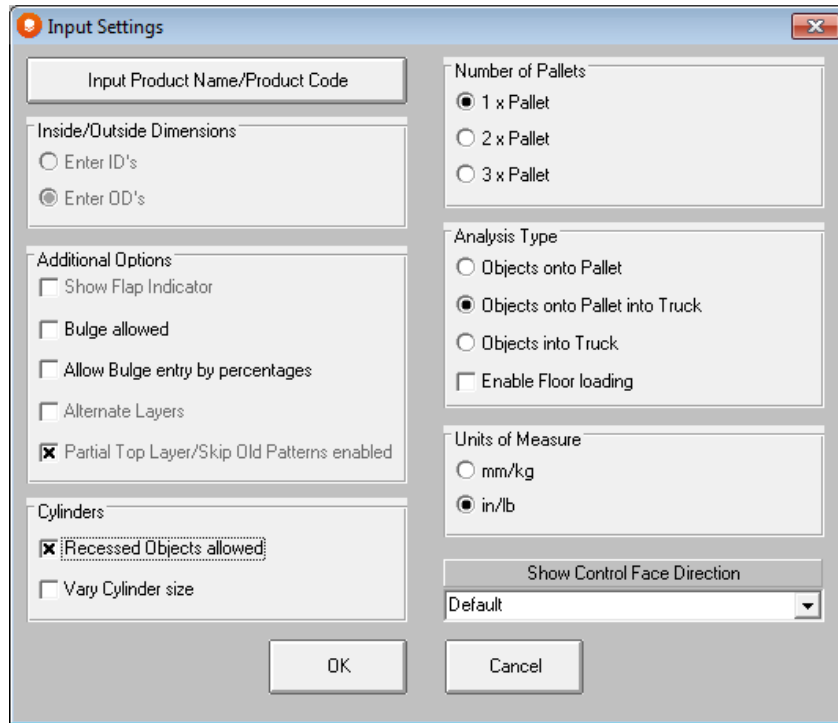 Input Settings
Input Product Name/Product Code
Inside/Outside Dimensions
Enter ID's
Enter OD's
Additional Options
Show Flap Indicator
Bulge allowed
Allow Bulge entry by percentages
Alternate Layers
Partial Top Layer/Skip Old Patterns enabled
Cylinders
Recessed Objects allowed
Vary Cylinder size
Number of Pallets
1 x Pallet
2 x Pallet
3 x Pallet
Analysis Type
Objects onto Pallet
Objects onto Pallet into Truck
Objects into Truck
Enable Floor loading
Units of Measure
mm/kg
in/lb
Show Control Face Direction
Default
OK
Cancel